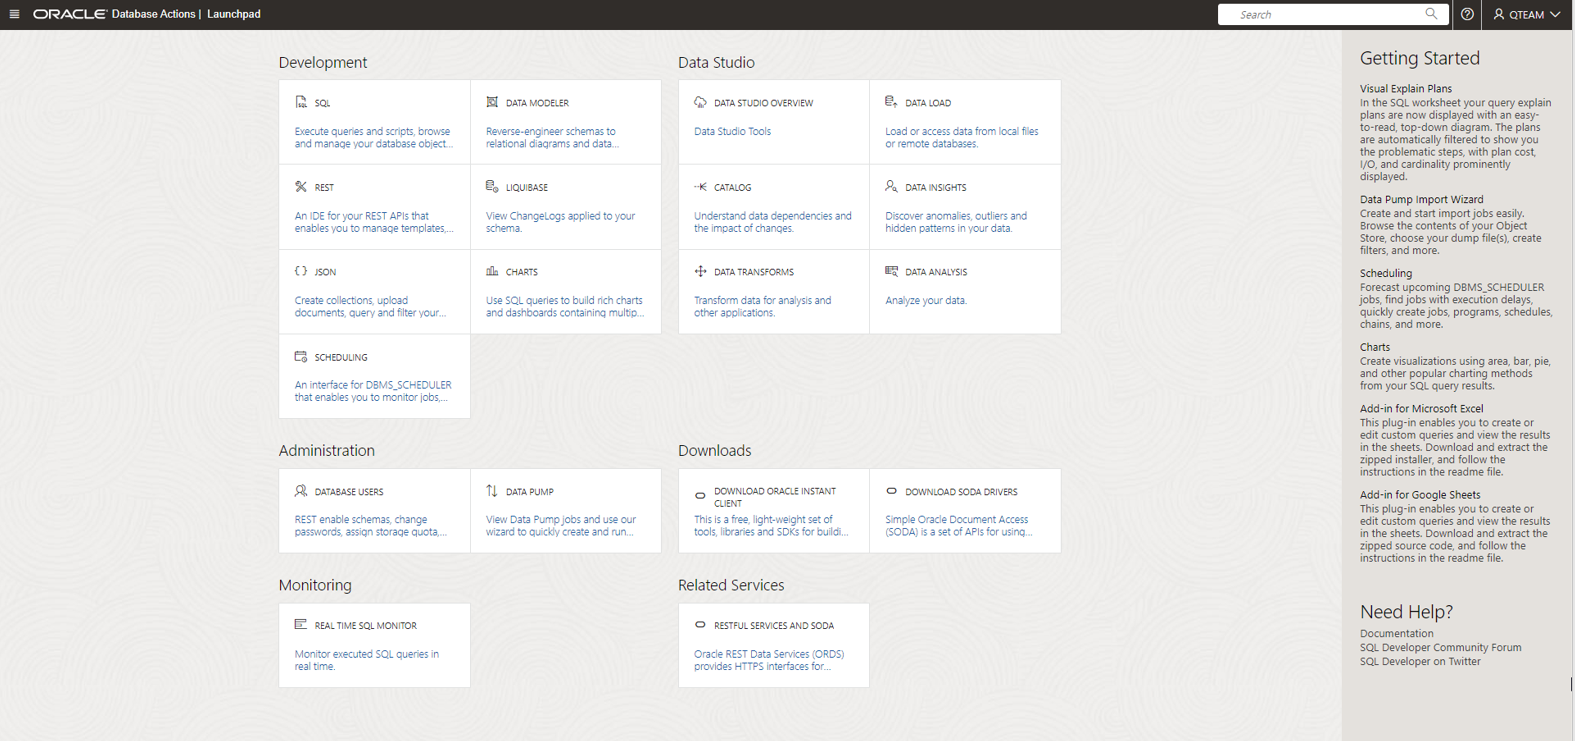 ORACLE Database Actions | Launchpad
Search
QTEAM
Development
SQL
Execute queries and scripts, browse
and manage your database object...
DATA MODELER
Reverse-engineer schemas to
relational diagrams and data...
REST
An IDE for your REST APIs that
enables you to manage templates,...
LIQUIBASE
View ChangeLogs applied to your
schema.
JSON
Create collections, upload
documents, query and filter your...
CHARTS
Use SQL queries to build rich charts
and dashboards containing multip...
SCHEDULING
An interface for DBMS_SCHEDULER
that enables you to monitor jobs,...
Data Studio
DATA STUDIO OVERVIEW
Data Studio Tools
DATA LOAD
Load or access data from local files
or remote databases.
CATALOG
Understand data dependencies and
the impact of changes.
DATA INSIGHTS
Discover anomalies, outliers and
hidden patterns in your data.
DATA TRANSFORMS
Transform data for analysis and
other applications.
DATA ANALYSIS
Analyze your data.
Administration
DATABASE USERS
REST enable schemas, change
passwords, assign storage quota,...
DATA PUMP
View Data Pump jobs and use our
wizard to quickly create and run...
Downloads
DOWNLOAD ORACLE INSTANT
CLIENT
This is a free, light-weight set of
tools, libraries and SDKs for buildi...
DOWNLOAD SODA DRIVERS
Simple Oracle Document Access
(SODA) is a set of APIs for using...
Monitoring
REAL TIME SQL MONITOR
Monitor executed SQL queries in
real time.
Related Services
RESTFUL SERVICES AND SODA
Oracle REST Data Services (ORDS)
provides HTTPS interfaces for...
Getting Started
Visual Explain Plans
In the SQL worksheet your query explain
plans are now displayed with an easy-
to-read, top-down diagram. The plans
are automatically filtered to show you
the problematic steps, with plan cost,
I/O, and cardinality prominently
displayed.
Data Pump Import Wizard
Create and start import jobs easily.
Browse the contents of your Object
Store, choose your dump file(s), create
filters, and more.
Scheduling
Forecast upcoming DBMS_SCHEDULER
jobs, find jobs with execution delays,
quickly create jobs, programs, schedules,
chains, and more.
Charts
Create visualizations using area, bar, pie,
and other popular charting methods
from your SQL query results.
Add-in for Microsoft Excel
This plug-in enables you to create or
edit custom queries and view the results
in the sheets. Download and extract the
zipped installer, and follow the
instructions in the readme file.
Add-in for Google Sheets
This plug-in enables you to create or
edit custom queries and view the results
in the sheets. Download and extract the
zipped source code, and follow the
instructions in the readme file.
Need Help?
Documentation
SQL Developer Community Forum
SQL Developer on Twitter